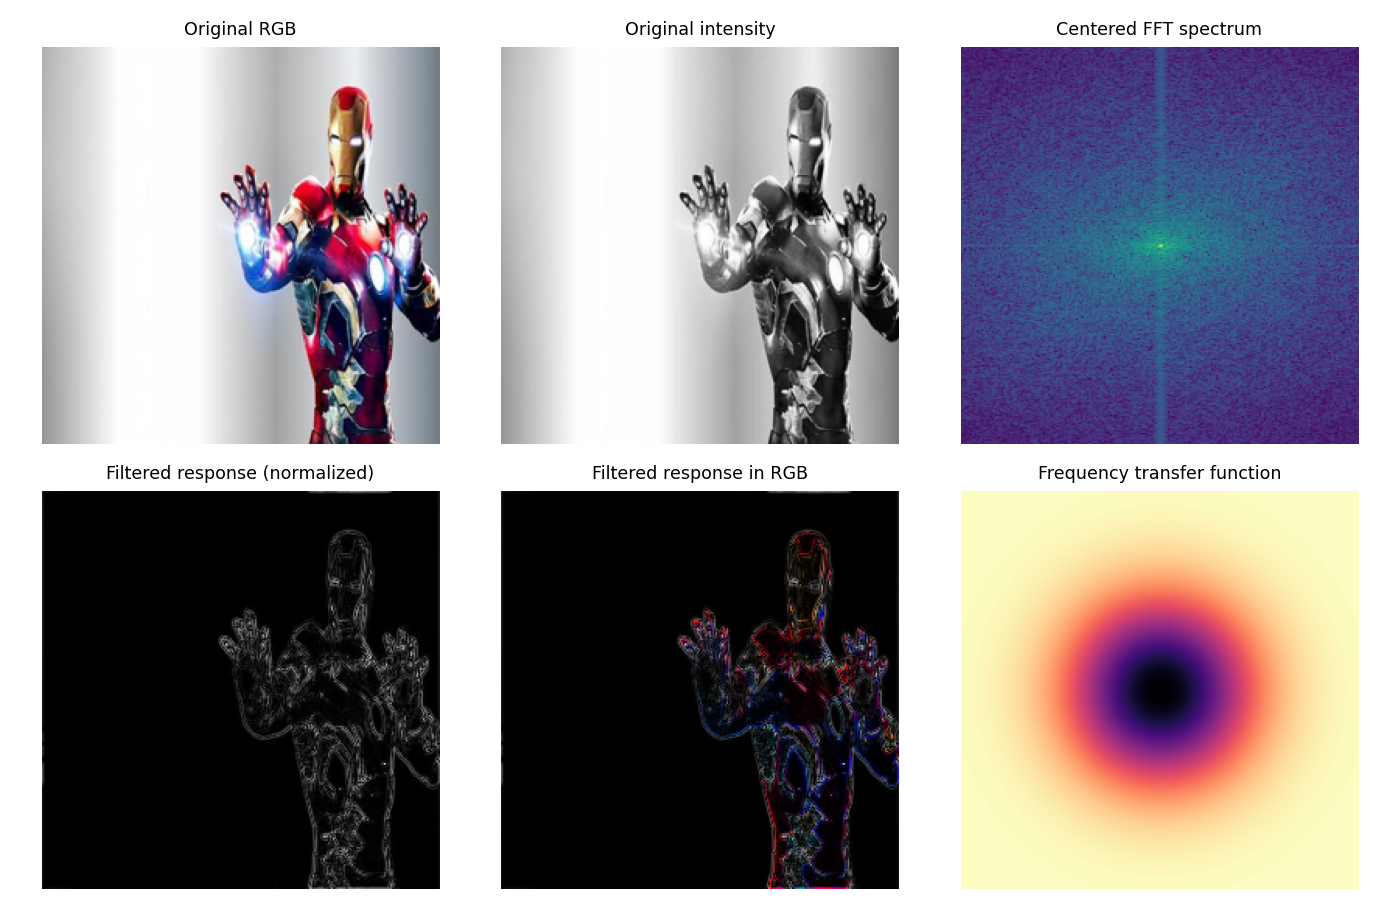 Original RGB
Original intensity
Centered FFT spectrum
Filtered response (normalized)
Filtered response in RGB
Frequency transfer function